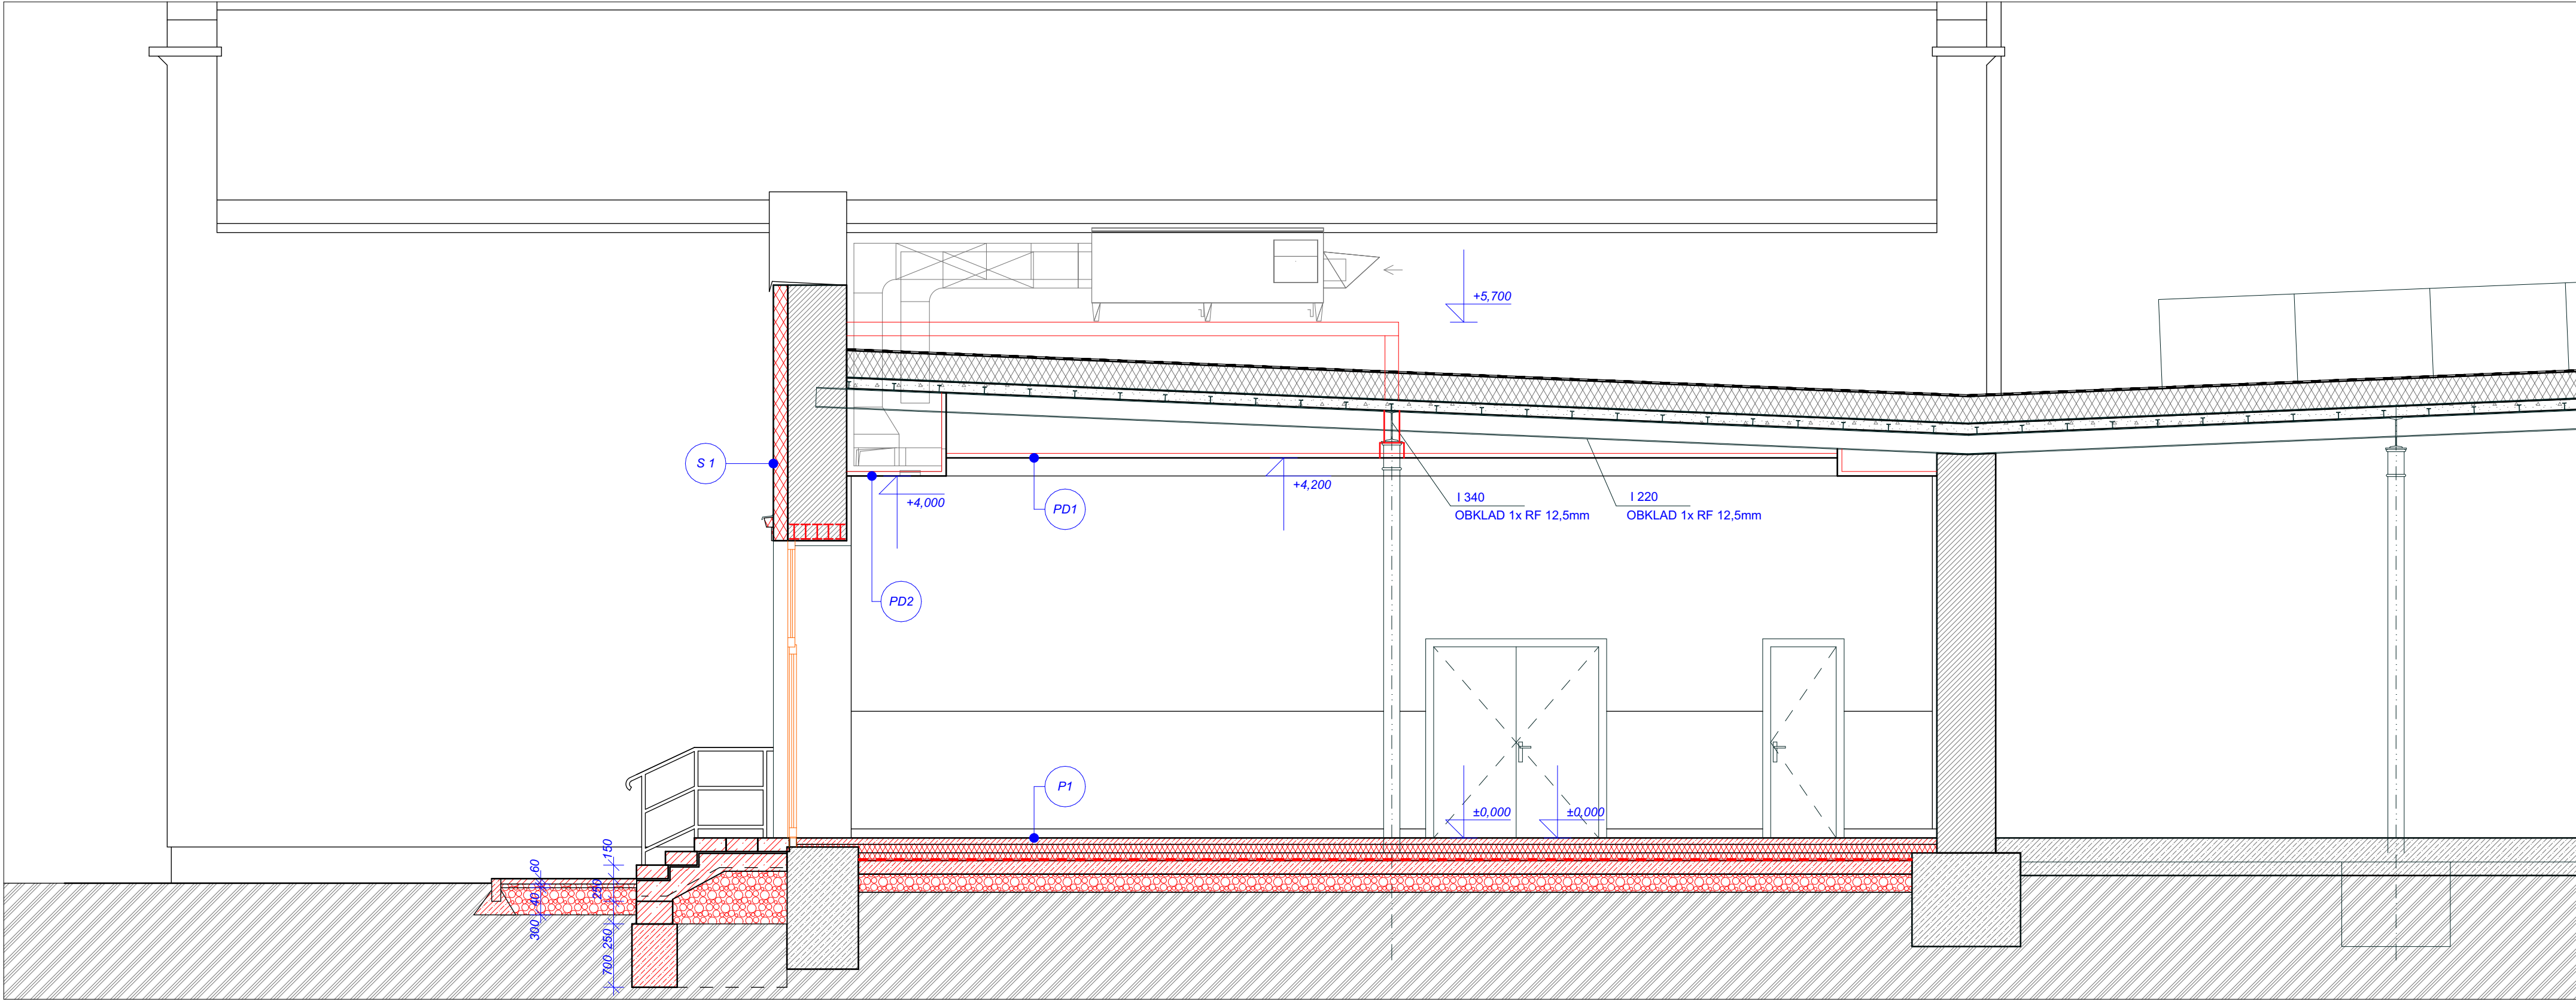 +5,700
S 1
+4,200
+4,000
I 340
OBKLAD 1x RF 12,5mm
I 220
OBKLAD 1x RF 12,5mm
PD1
PD2
P1
±0,000
±0,000
150
60
250
40
300
250
700